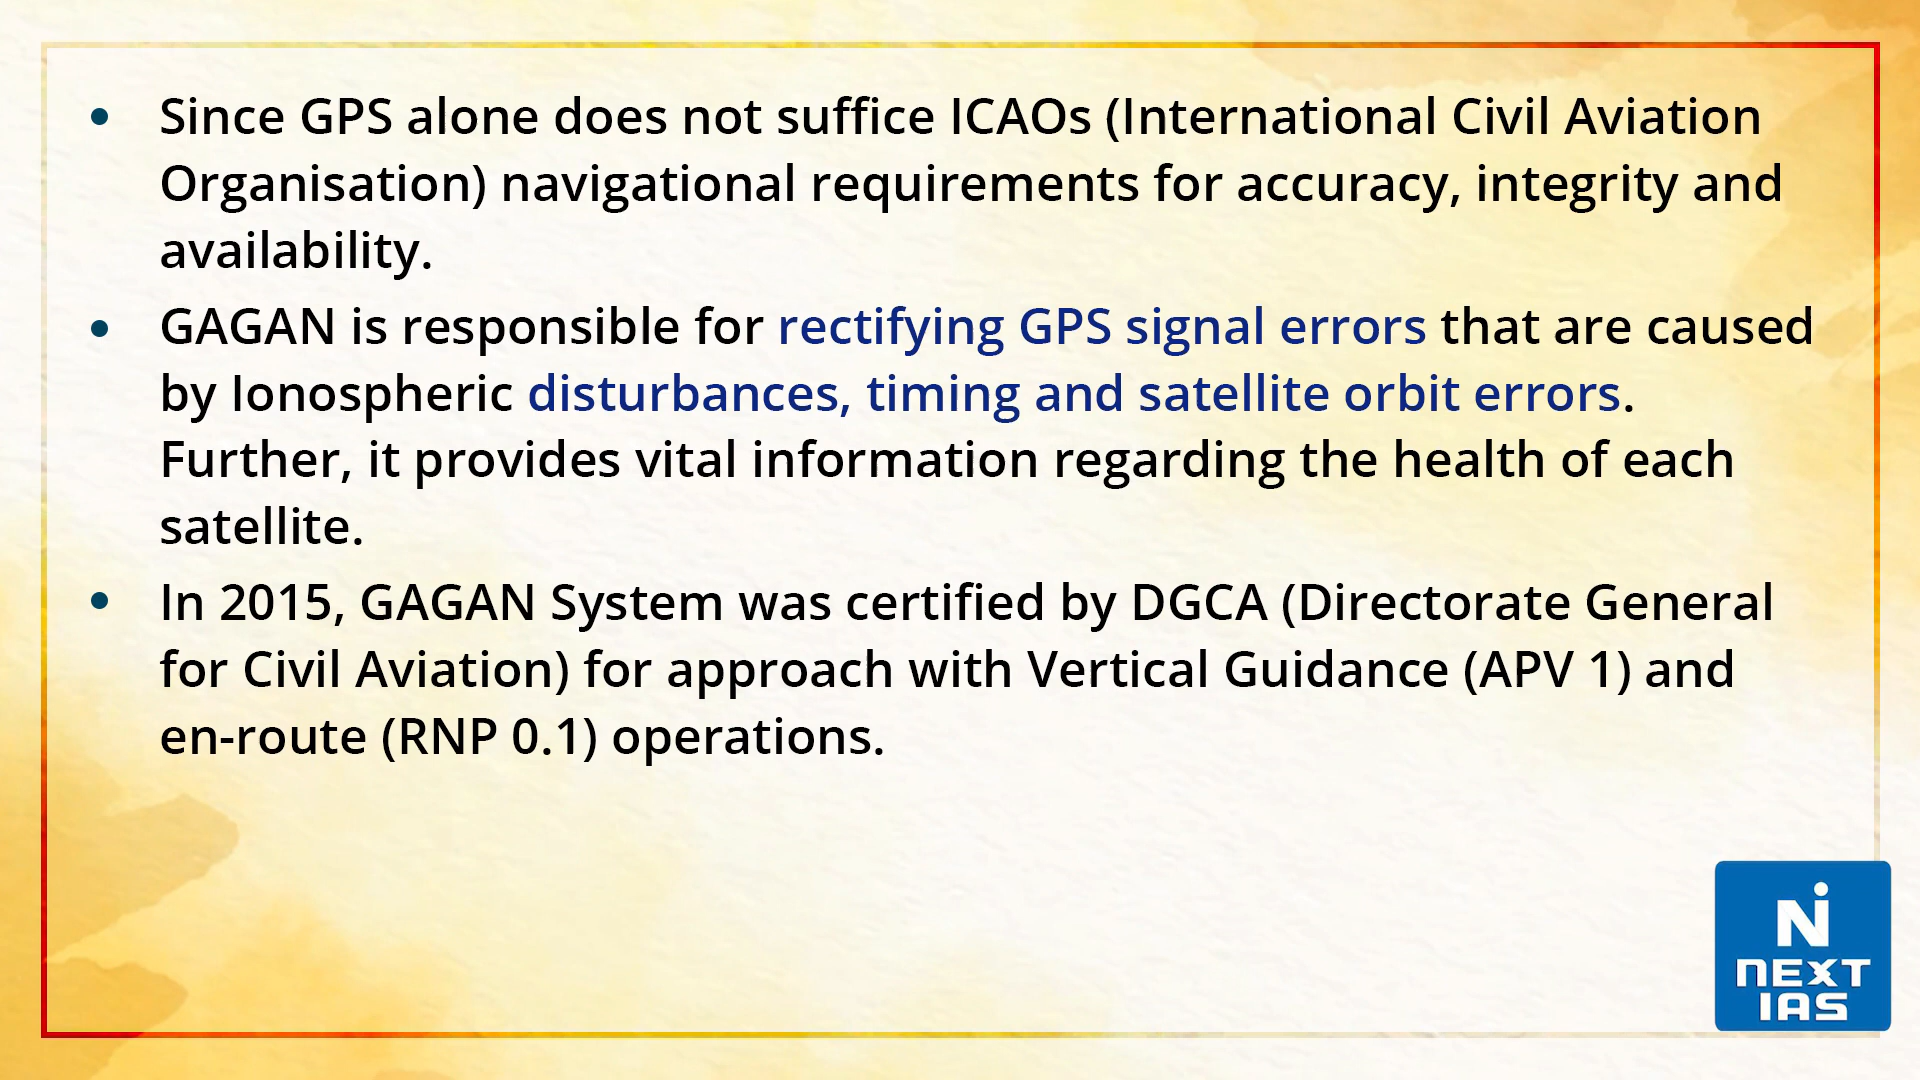 • Since GPS alone does not suffice ICAOs (International Civil Aviation
Organisation) navigational requirements for accuracy, integrity and
availability.
• GAGAN is responsible for rectifying GPS signal errors that are caused
by Ionospheric disturbances, timing and satellite orbit errors.
Further, it provides vital information regarding the health of each
satellite.
• In 2015, GAGAN System was certified by DGCA (Directorate General
for Civil Aviation) for approach with Vertical Guidance (APV 1) and
en-route (RNP 0.1) operations.
NEXT
IAS